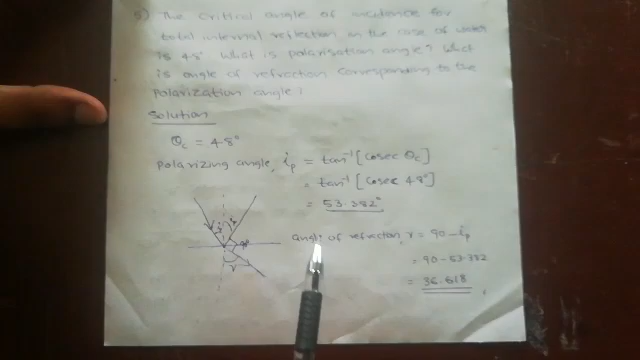 5) The critical angle of incidence for
total internal reflection in the case of water
is 48° What is polarisation angle? What
is angle of refraction corresponding to the
polarization angle?
Solution
θc = 48°
Polarizing angle, ip = tan⁻¹ [cosec θc]
= tan⁻¹ [cosec 48°]
= 53.382°
Angle of refraction, r = 90 - ip
= 90 - 53.382
= 36.618
ip
ip
90
r